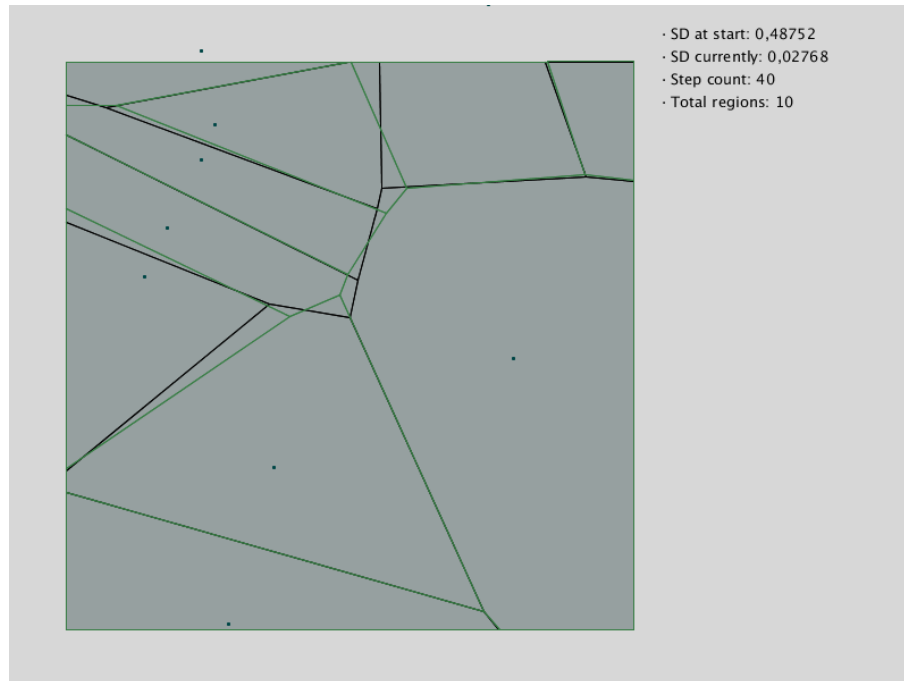 · SD at start: 0,48752
· SD currently: 0,02768
· Step count: 40
· Total regions: 10